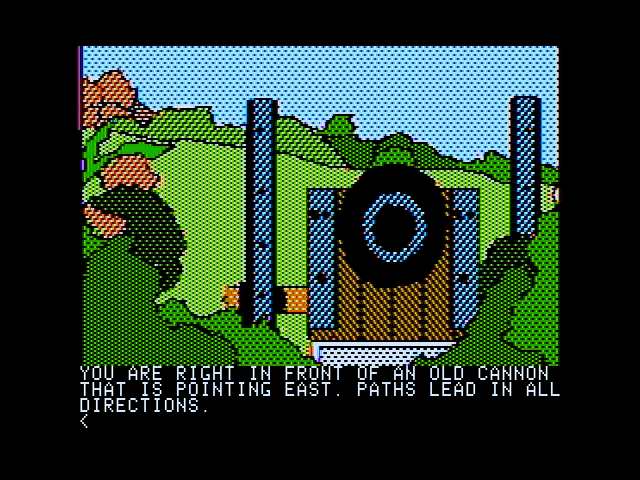 YOU ARE RIGHT IN FRONT OF AN OLD CANNON
THAT IS POINTING EAST. PATHS LEAD IN ALL
DIRECTIONS.
<